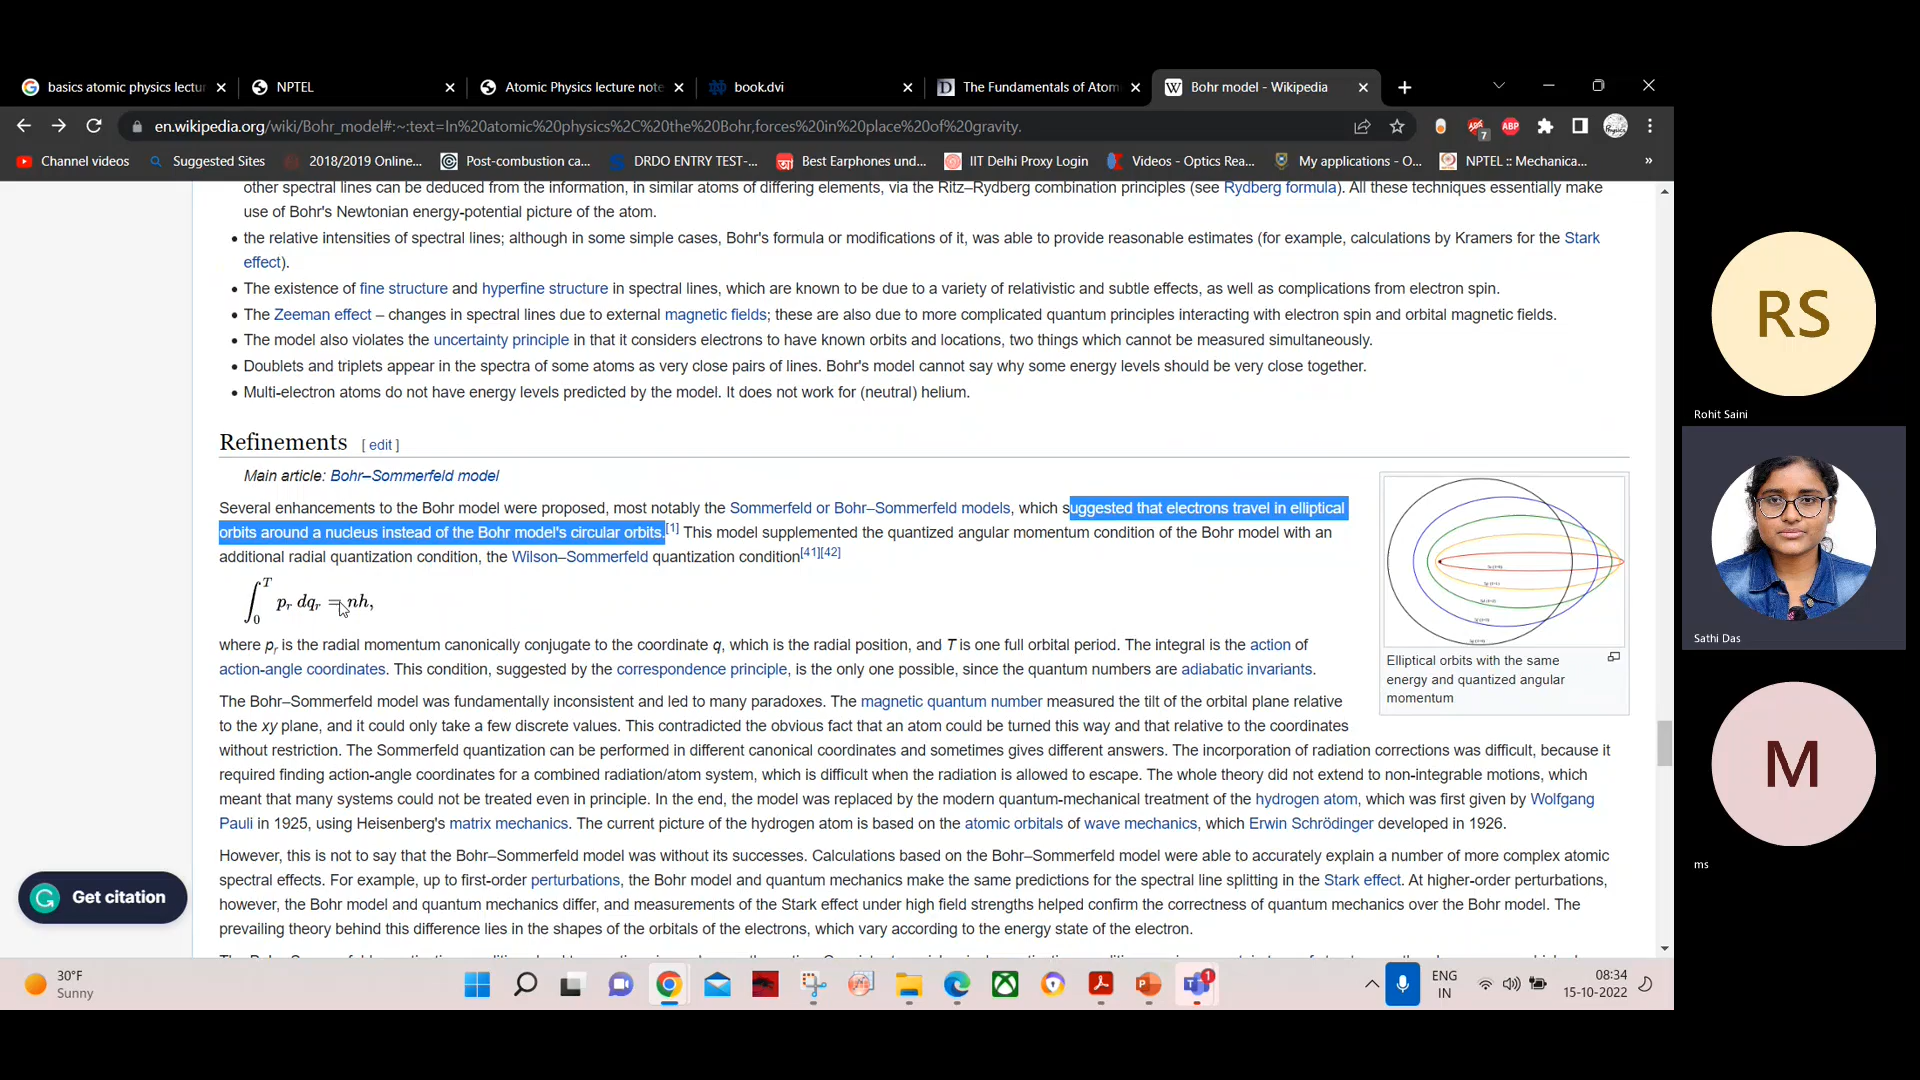 basics atomic physics lectur
NPTEL
Atomic Physics lecture note
book.dvi
The Fundamentals of Atom
Bohr model - Wikipedia
en.wikipedia.org/wiki/Bohr_model#:~:text=In%20atomic%20physics%2C%20the%20Bohr,forces%20in%20place%20of%20gravity.
7
ABP
Channel videos
Suggested Sites
2018/2019 Online...
Post-combustion ca...
DRDO ENTRY TEST-...
Best Earphones und...
IIT Delhi Proxy Login
Videos - Optics Rea...
My applications - O...
NPTEL :: Mechanica...
»
other spectral lines can be deduced from the information, in similar atoms of differing elements, via the Ritz–Rydberg combination principles (see Rydberg formula). All these techniques essentially make
use of Bohr's Newtonian energy-potential picture of the atom.
• the relative intensities of spectral lines; although in some simple cases, Bohr's formula or modifications of it, was able to provide reasonable estimates (for example, calculations by Kramers for the Stark
effect).
• The existence of fine structure and hyperfine structure in spectral lines, which are known to be due to a variety of relativistic and subtle effects, as well as complications from electron spin.
• The Zeeman effect – changes in spectral lines due to external magnetic fields; these are also due to more complicated quantum principles interacting with electron spin and orbital magnetic fields.
• The model also violates the uncertainty principle in that it considers electrons to have known orbits and locations, two things which cannot be measured simultaneously.
• Doublets and triplets appear in the spectra of some atoms as very close pairs of lines. Bohr's model cannot say why some energy levels should be very close together.
• Multi-electron atoms do not have energy levels predicted by the model. It does not work for (neutral) helium.
Refinements [ edit ]
Main article: Bohr–Sommerfeld model
Several enhancements to the Bohr model were proposed, most notably the Sommerfeld or Bohr–Sommerfeld models, which suggested that electrons travel in elliptical
orbits around a nucleus instead of the Bohr model's circular orbits.[1] This model supplemented the quantized angular momentum condition of the Bohr model with an
additional radial quantization condition, the Wilson–Sommerfeld quantization condition[41][42]
∫₀ᵀ pᵣ dqᵣ = nh,
where pᵣ is the radial momentum canonically conjugate to the coordinate q, which is the radial position, and T is one full orbital period. The integral is the action of
action-angle coordinates. This condition, suggested by the correspondence principle, is the only one possible, since the quantum numbers are adiabatic invariants.
Elliptical orbits with the same
energy and quantized angular
momentum
The Bohr–Sommerfeld model was fundamentally inconsistent and led to many paradoxes. The magnetic quantum number measured the tilt of the orbital plane relative
to the xy plane, and it could only take a few discrete values. This contradicted the obvious fact that an atom could be turned this way and that relative to the coordinates
without restriction. The Sommerfeld quantization can be performed in different canonical coordinates and sometimes gives different answers. The incorporation of radiation corrections was difficult, because it
required finding action-angle coordinates for a combined radiation/atom system, which is difficult when the radiation is allowed to escape. The whole theory did not extend to non-integrable motions, which
meant that many systems could not be treated even in principle. In the end, the model was replaced by the modern quantum-mechanical treatment of the hydrogen atom, which was first given by Wolfgang
Pauli in 1925, using Heisenberg's matrix mechanics. The current picture of the hydrogen atom is based on the atomic orbitals of wave mechanics, which Erwin Schrödinger developed in 1926.
However, this is not to say that the Bohr–Sommerfeld model was without its successes. Calculations based on the Bohr–Sommerfeld model were able to accurately explain a number of more complex atomic
spectral effects. For example, up to first-order perturbations, the Bohr model and quantum mechanics make the same predictions for the spectral line splitting in the Stark effect. At higher-order perturbations,
however, the Bohr model and quantum mechanics differ, and measurements of the Stark effect under high field strengths helped confirm the correctness of quantum mechanics over the Bohr model. The
prevailing theory behind this difference lies in the shapes of the orbitals of the electrons, which vary according to the energy state of the electron.
Get citation
30°F
Sunny
1
ENG
IN
08:34
15-10-2022
RS
Rohit Saini
Sathi Das
M
ms